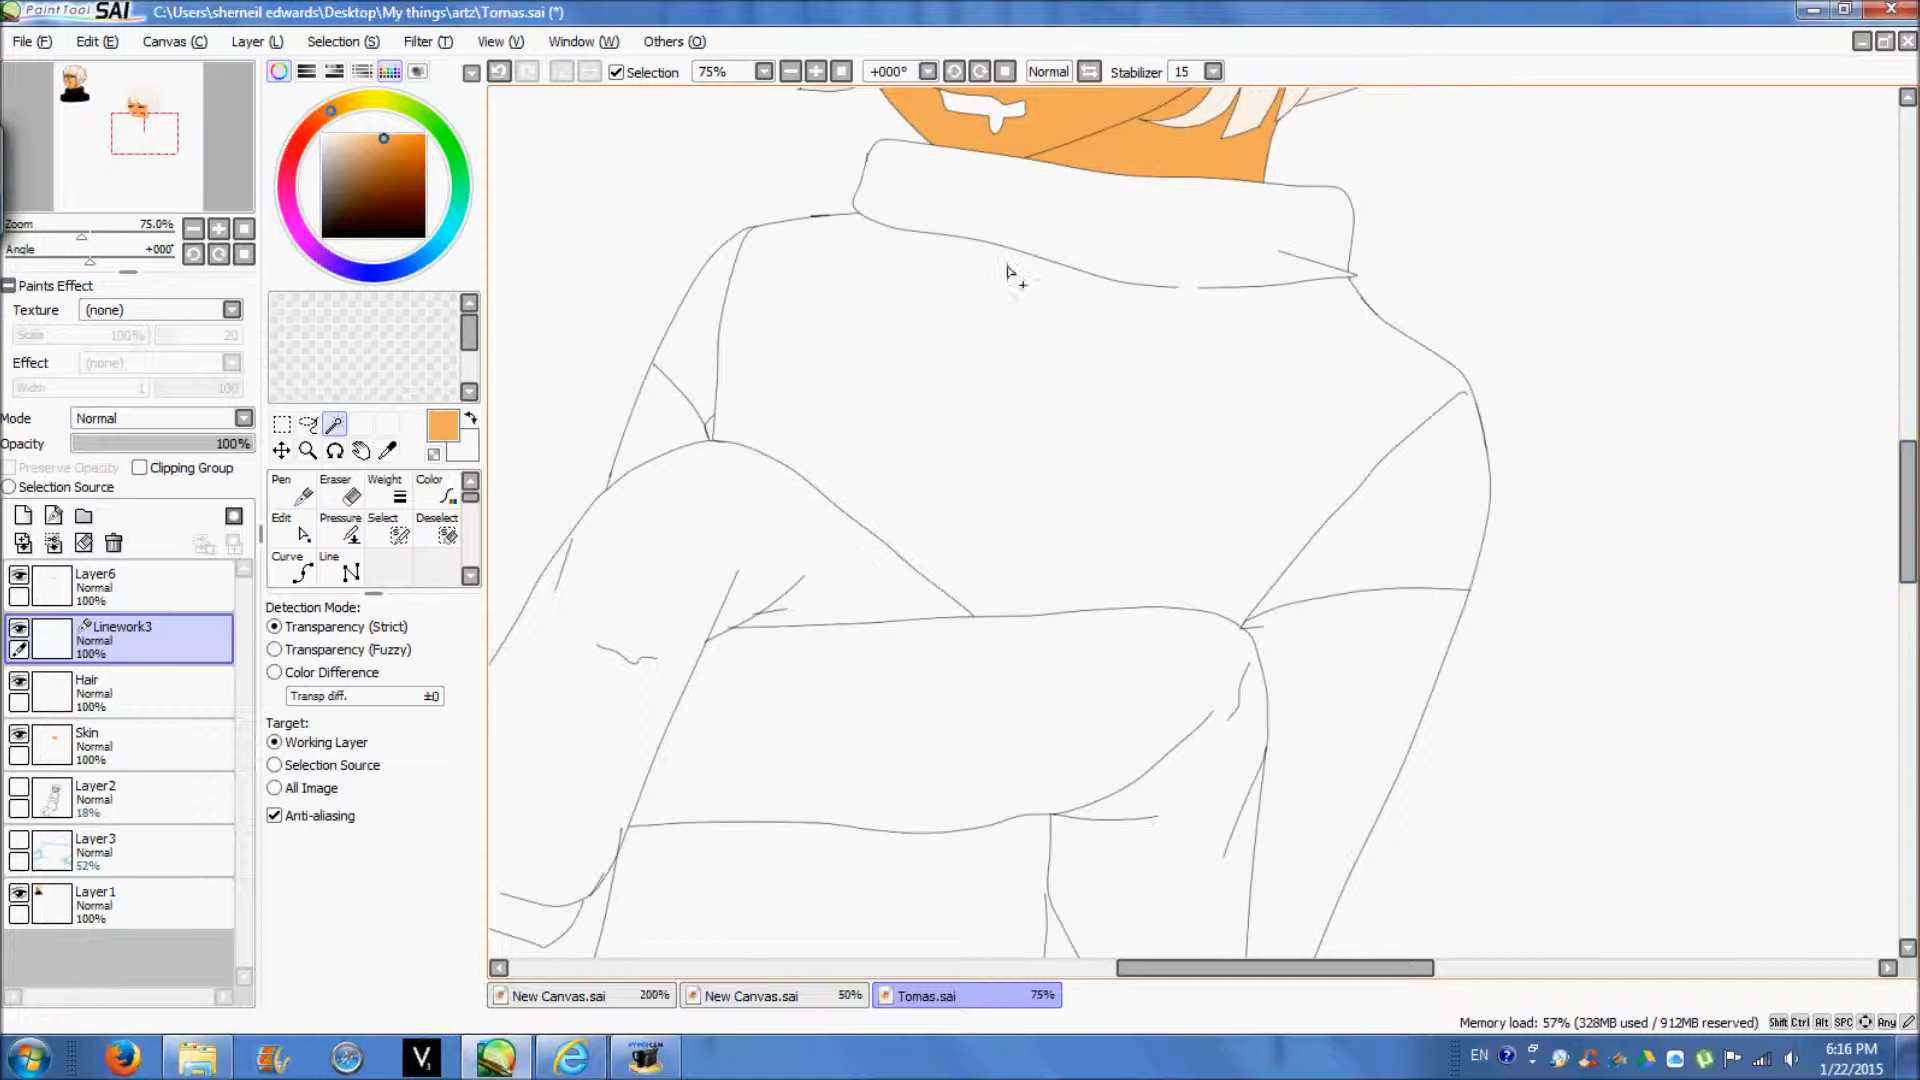 PaintTool SAI C:\Users\sherneil edwards\Desktop\My things\artz\Tomas.sai (*)
File (F) Edit (E) Canvas (C) Layer (L) Selection (S) Filter (T) View (V) Window (W) Others (O)
Selection 75% +000° Normal Stabilizer 15
Zoom 75.0%
Angle +000°
Paints Effect
Texture (none)
Scale 100% 20
Effect (none)
Width 1 100
Mode Normal
Opacity 100%
Preserve Opacity Clipping Group
Selection Source
Pen Eraser Weight Color
Edit Pressure Select Deselect
Curve Line
Layer6
Normal
100%
Linework3
Normal
100%
Hair
Normal
100%
Skin
Normal
100%
Layer2
Normal
18%
Layer3
Normal
52%
Layer1
Normal
100%
Detection Mode:
Transparency (Strict)
Transparency (Fuzzy)
Color Difference
Transp diff. ±0
Target:
Working Layer
Selection Source
All Image
Anti-aliasing
New Canvas.sai 200% New Canvas.sai 50% Tomas.sai 75%
Memory load: 57% (328MB used / 912MB reserved) Shift Ctrl Alt SPC Any
EN 6:16 PM
1/22/2015